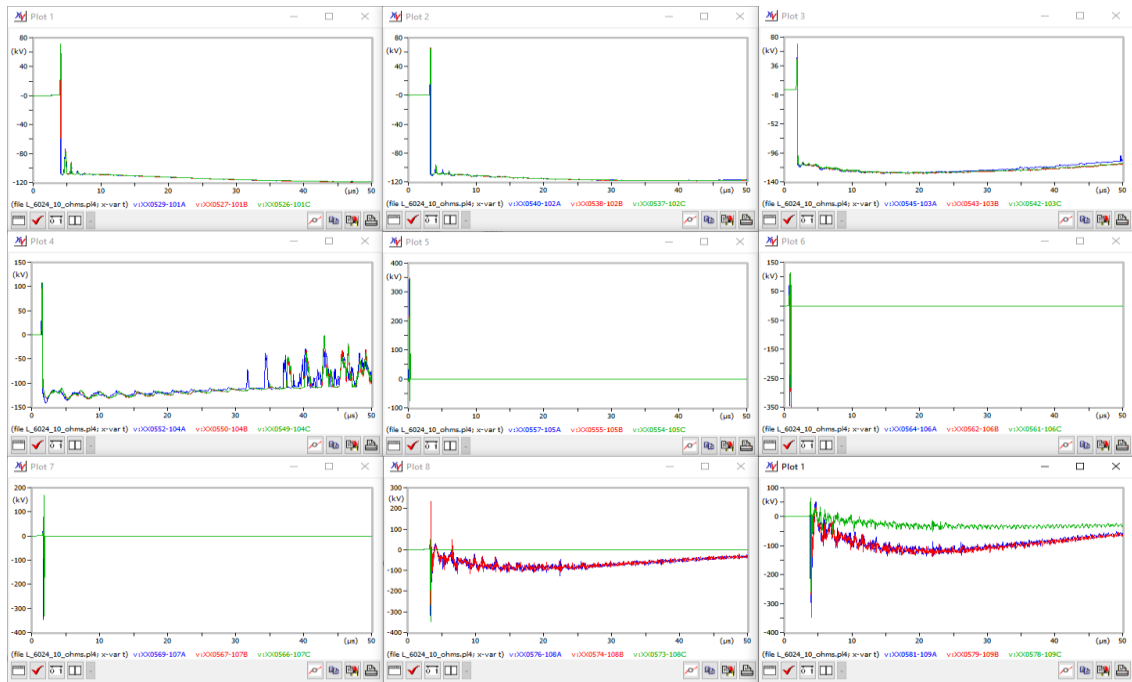 Plot 1
(kV)
80
40
-0
-40
-80
-120
0 10 20 30 40 (µs) 50
(file L_6024_10_ohms.pl4; x-var t) v:XX0529-101A v:XX0527-101B v:XX0526-101C
Plot 2
(kV)
80
40
0
-40
-80
-120
0 10 20 30 40 (µs) 50
(file L_6024_10_ohms.pl4; x-var t) v:XX0540-102A v:XX0538-102B v:XX0537-102C
Plot 3
(kV)
80
36
-8
-52
-96
-140
0 10 20 30 40 (µs) 50
(file L_6024_10_ohms.pl4; x-var t) v:XX0545-103A v:XX0543-103B v:XX0542-103C
Plot 4
(kV)
150
100
50
0
-50
-100
-150
0 10 20 30 40 (µs) 50
(file L_6024_10_ohms.pl4; x-var t) v:XX0552-104A v:XX0550-104B v:XX0549-104C
Plot 5
(kV)
400
300
200
100
0
-100
0 10 20 30 40 (µs) 50
(file L_6024_10_ohms.pl4; x-var t) v:XX0557-105A v:XX0555-105B v:XX0554-105C
Plot 6
(kV)
150
50
-50
-150
-250
-350
0 10 20 30 40 (µs) 50
(file L_6024_10_ohms.pl4; x-var t) v:XX0564-106A v:XX0562-106B v:XX0561-106C
Plot 7
(kV)
200
100
0
-100
-200
-300
-400
0 10 20 30 40 (µs) 50
(file L_6024_10_ohms.pl4; x-var t) v:XX0569-107A v:XX0567-107B v:XX0566-107C
Plot 8
(kV)
300
200
100
0
-100
-200
-300
-400
0 10 20 30 40 (µs) 50
(file L_6024_10_ohms.pl4; x-var t) v:XX0576-108A v:XX0574-108B v:XX0573-108C
Plot 1
(kV)
100
0
-100
-200
-300
-400
0 10 20 30 40 (µs) 50
(file L_6024_10_ohms.pl4; x-var t) v:XX0581-109A v:XX0579-109B v:XX0578-109C